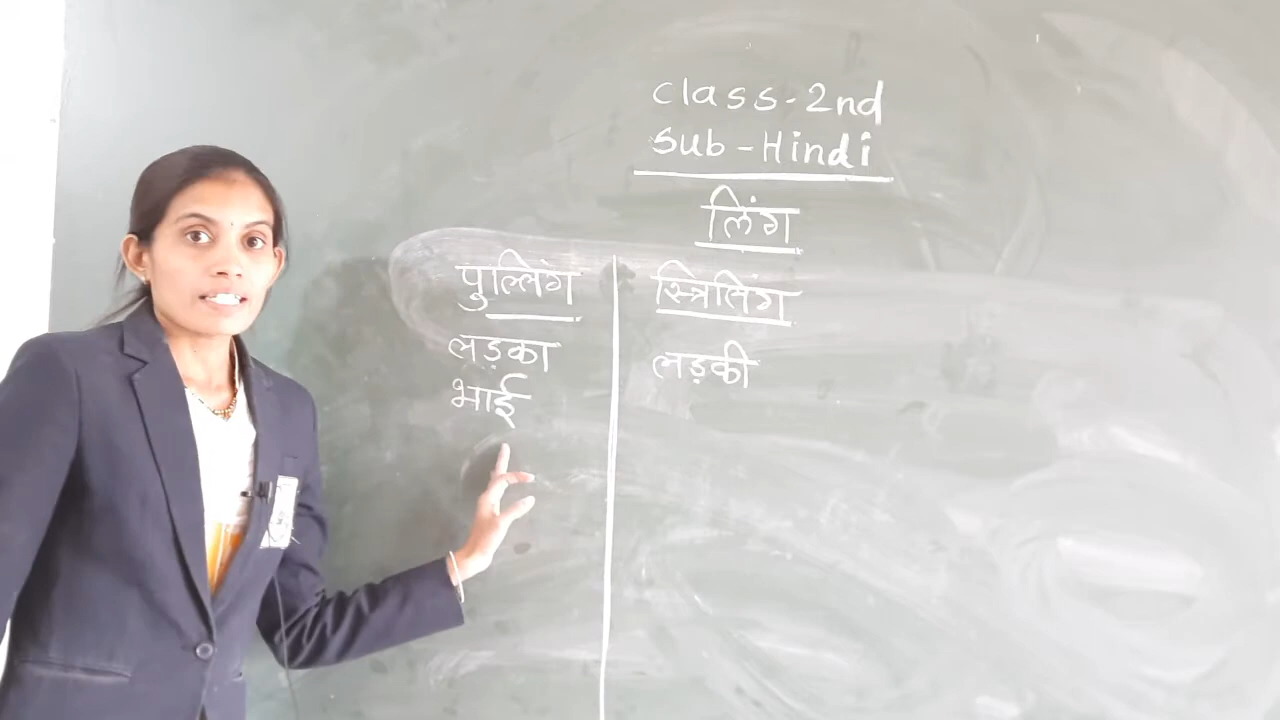 class-2nd
Sub-Hindi
लिंग
पुल्लिंग
स्त्रिलिंग
लड़का
लड़की
भाई